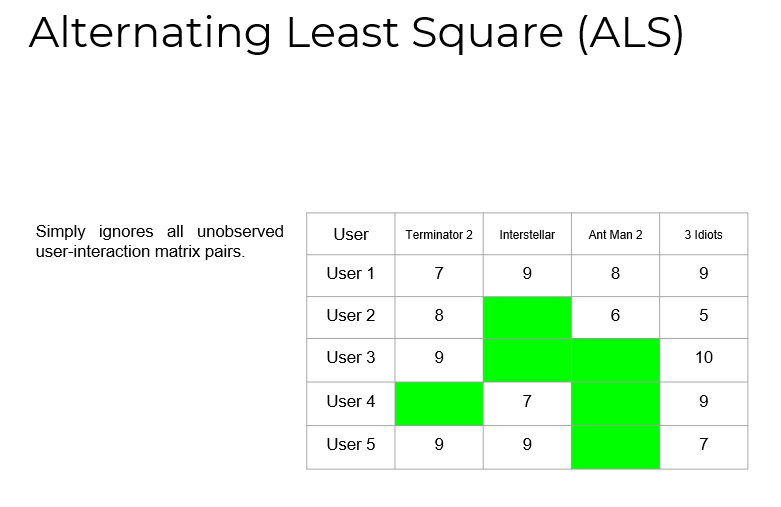 Alternating Least Square (ALS)
Simply ignores all unobserved
user-interaction matrix pairs.
User Terminator 2 Interstellar Ant Man 2 3 Idiots
User 1 7 9 8 9
User 2 8 6 5
User 3 9 10
User 4 7 9
User 5 9 9 7